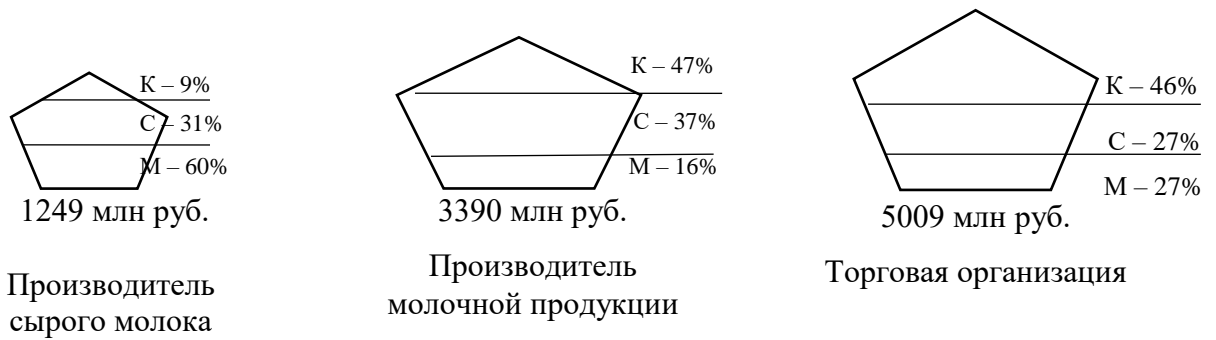 К – 9%
С – 31%
М – 60%
1249 млн руб.
Производитель
сырого молока
К – 47%
С – 37%
М – 16%
3390 млн руб.
Производитель
молочной продукции
К – 46%
С – 27%
М – 27%
5009 млн руб.
Торговая организация